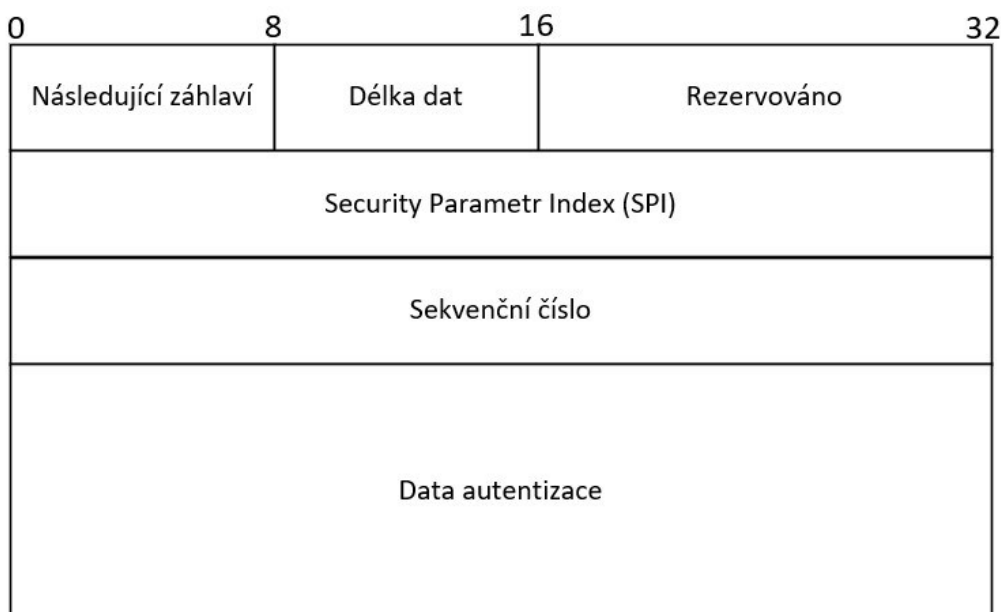 0 8 16 32
Následující záhlaví Délka dat Rezervováno
Security Parametr Index (SPI)
Sekvenční číslo
Data autentizace